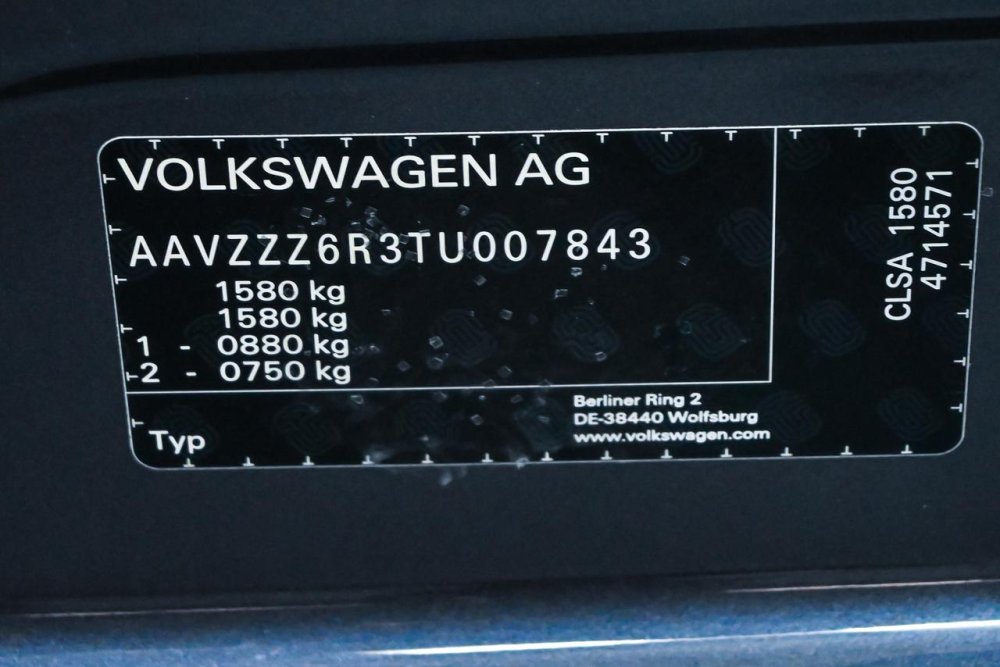 VOLKSWAGEN AG
AAVZZZ6R3TU007843
1580 kg
1580 kg
1 - 0880 kg
2 - 0750 kg
Typ
Berliner Ring 2
DE-38440 Wolfsburg
www.volkswagen.com
CLSA 1580
4714571